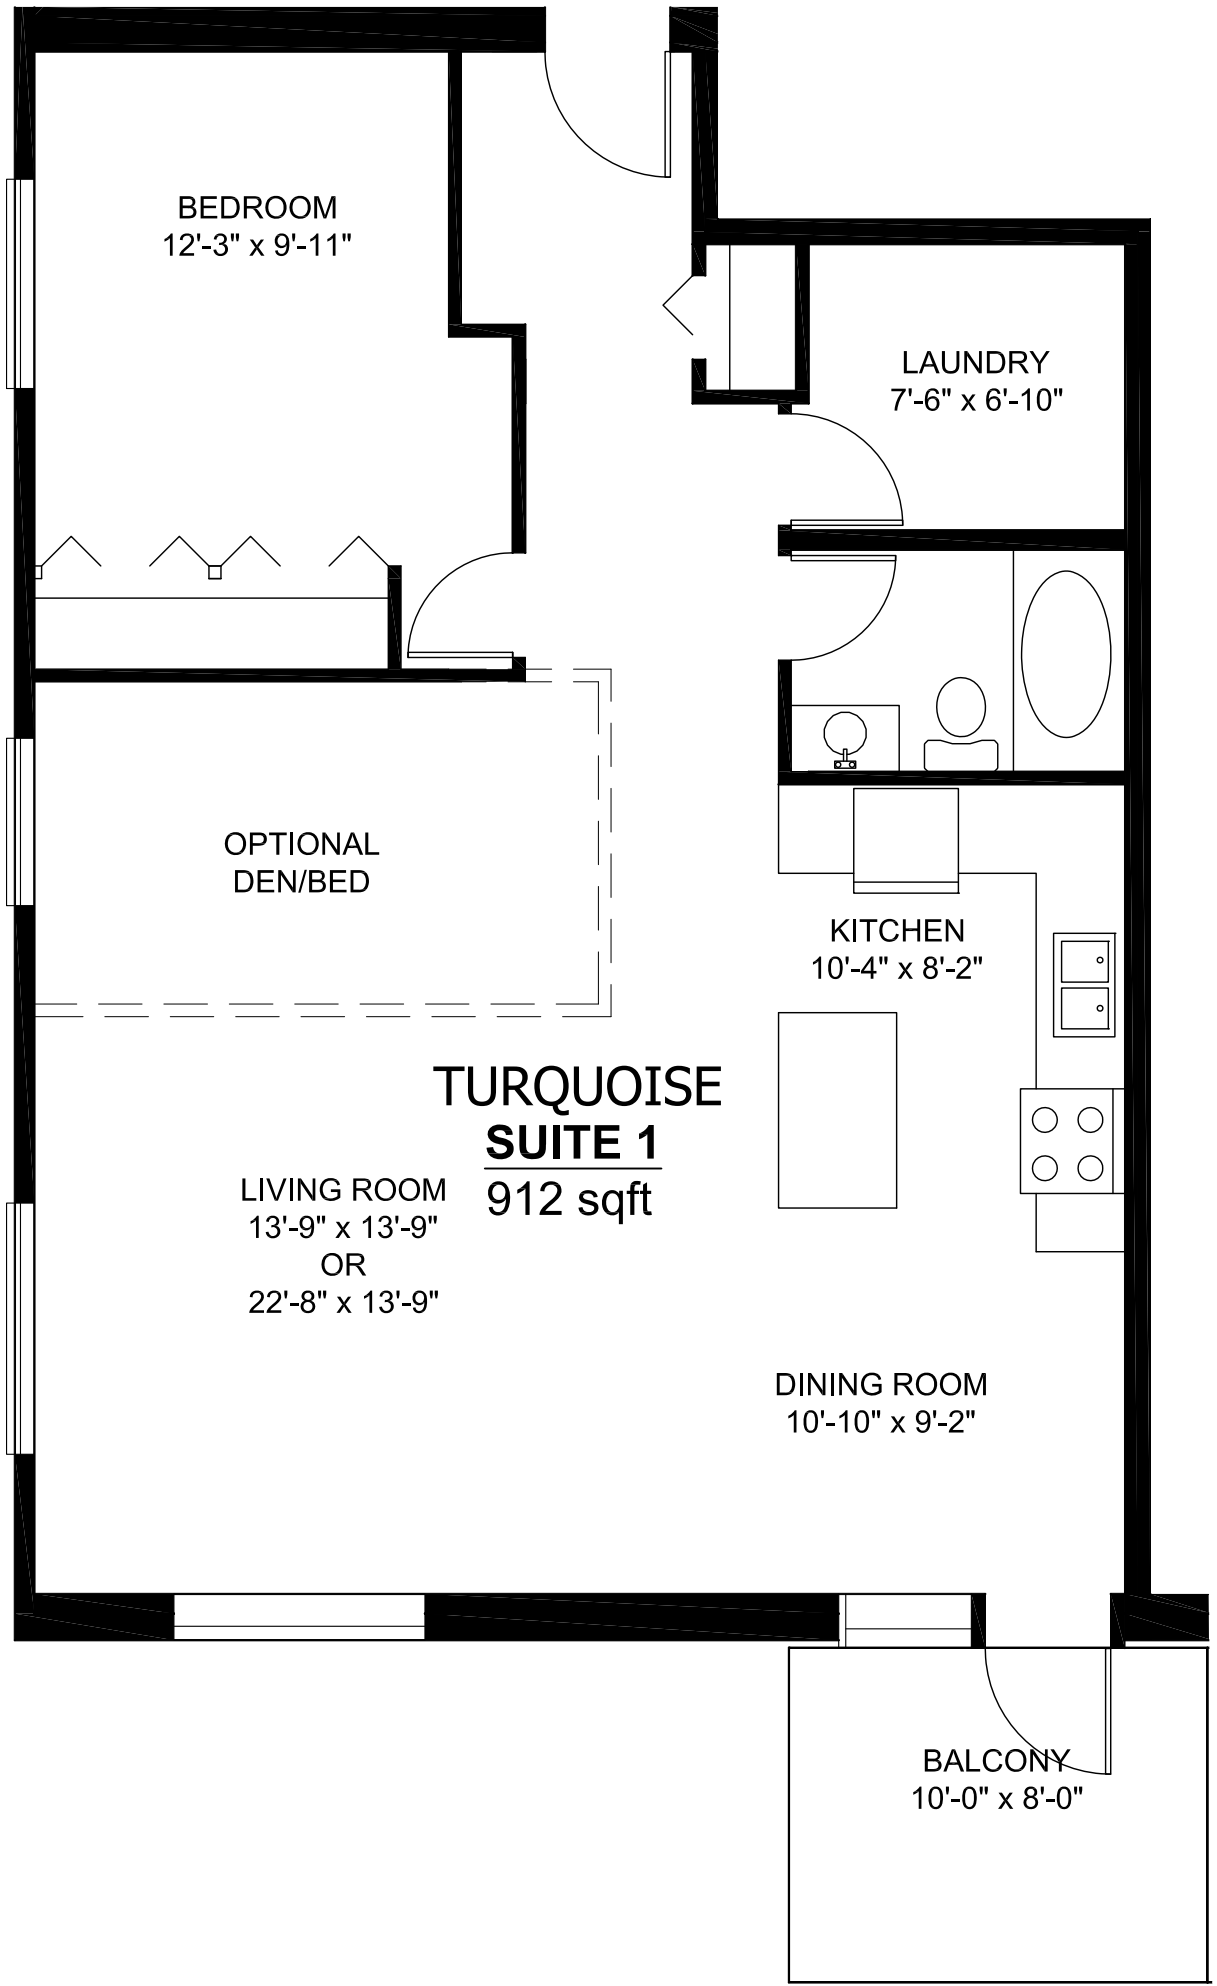 BEDROOM
12'-3" x 9'-11"
LAUNDRY
7'-6" x 6'-10"
OPTIONAL
DEN/BED
KITCHEN
10'-4" x 8'-2"
TURQUOISE
SUITE 1
912 sqft
LIVING ROOM
13'-9" x 13'-9"
OR
22'-8" x 13'-9"
DINING ROOM
10'-10" x 9'-2"
BALCONY
10'-0" x 8'-0"